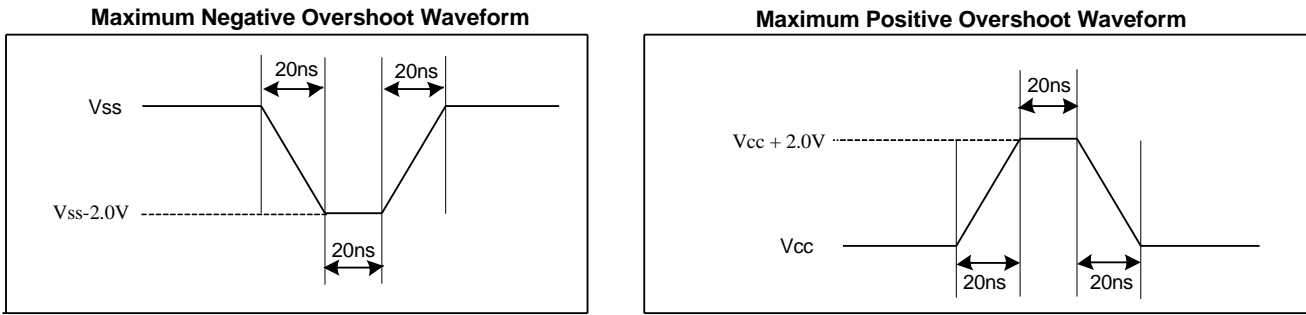 Maximum Negative Overshoot Waveform
20ns
20ns
Vss
Vss-2.0V
20ns
Maximum Positive Overshoot Waveform
20ns
Vcc + 2.0V
Vcc
20ns
20ns